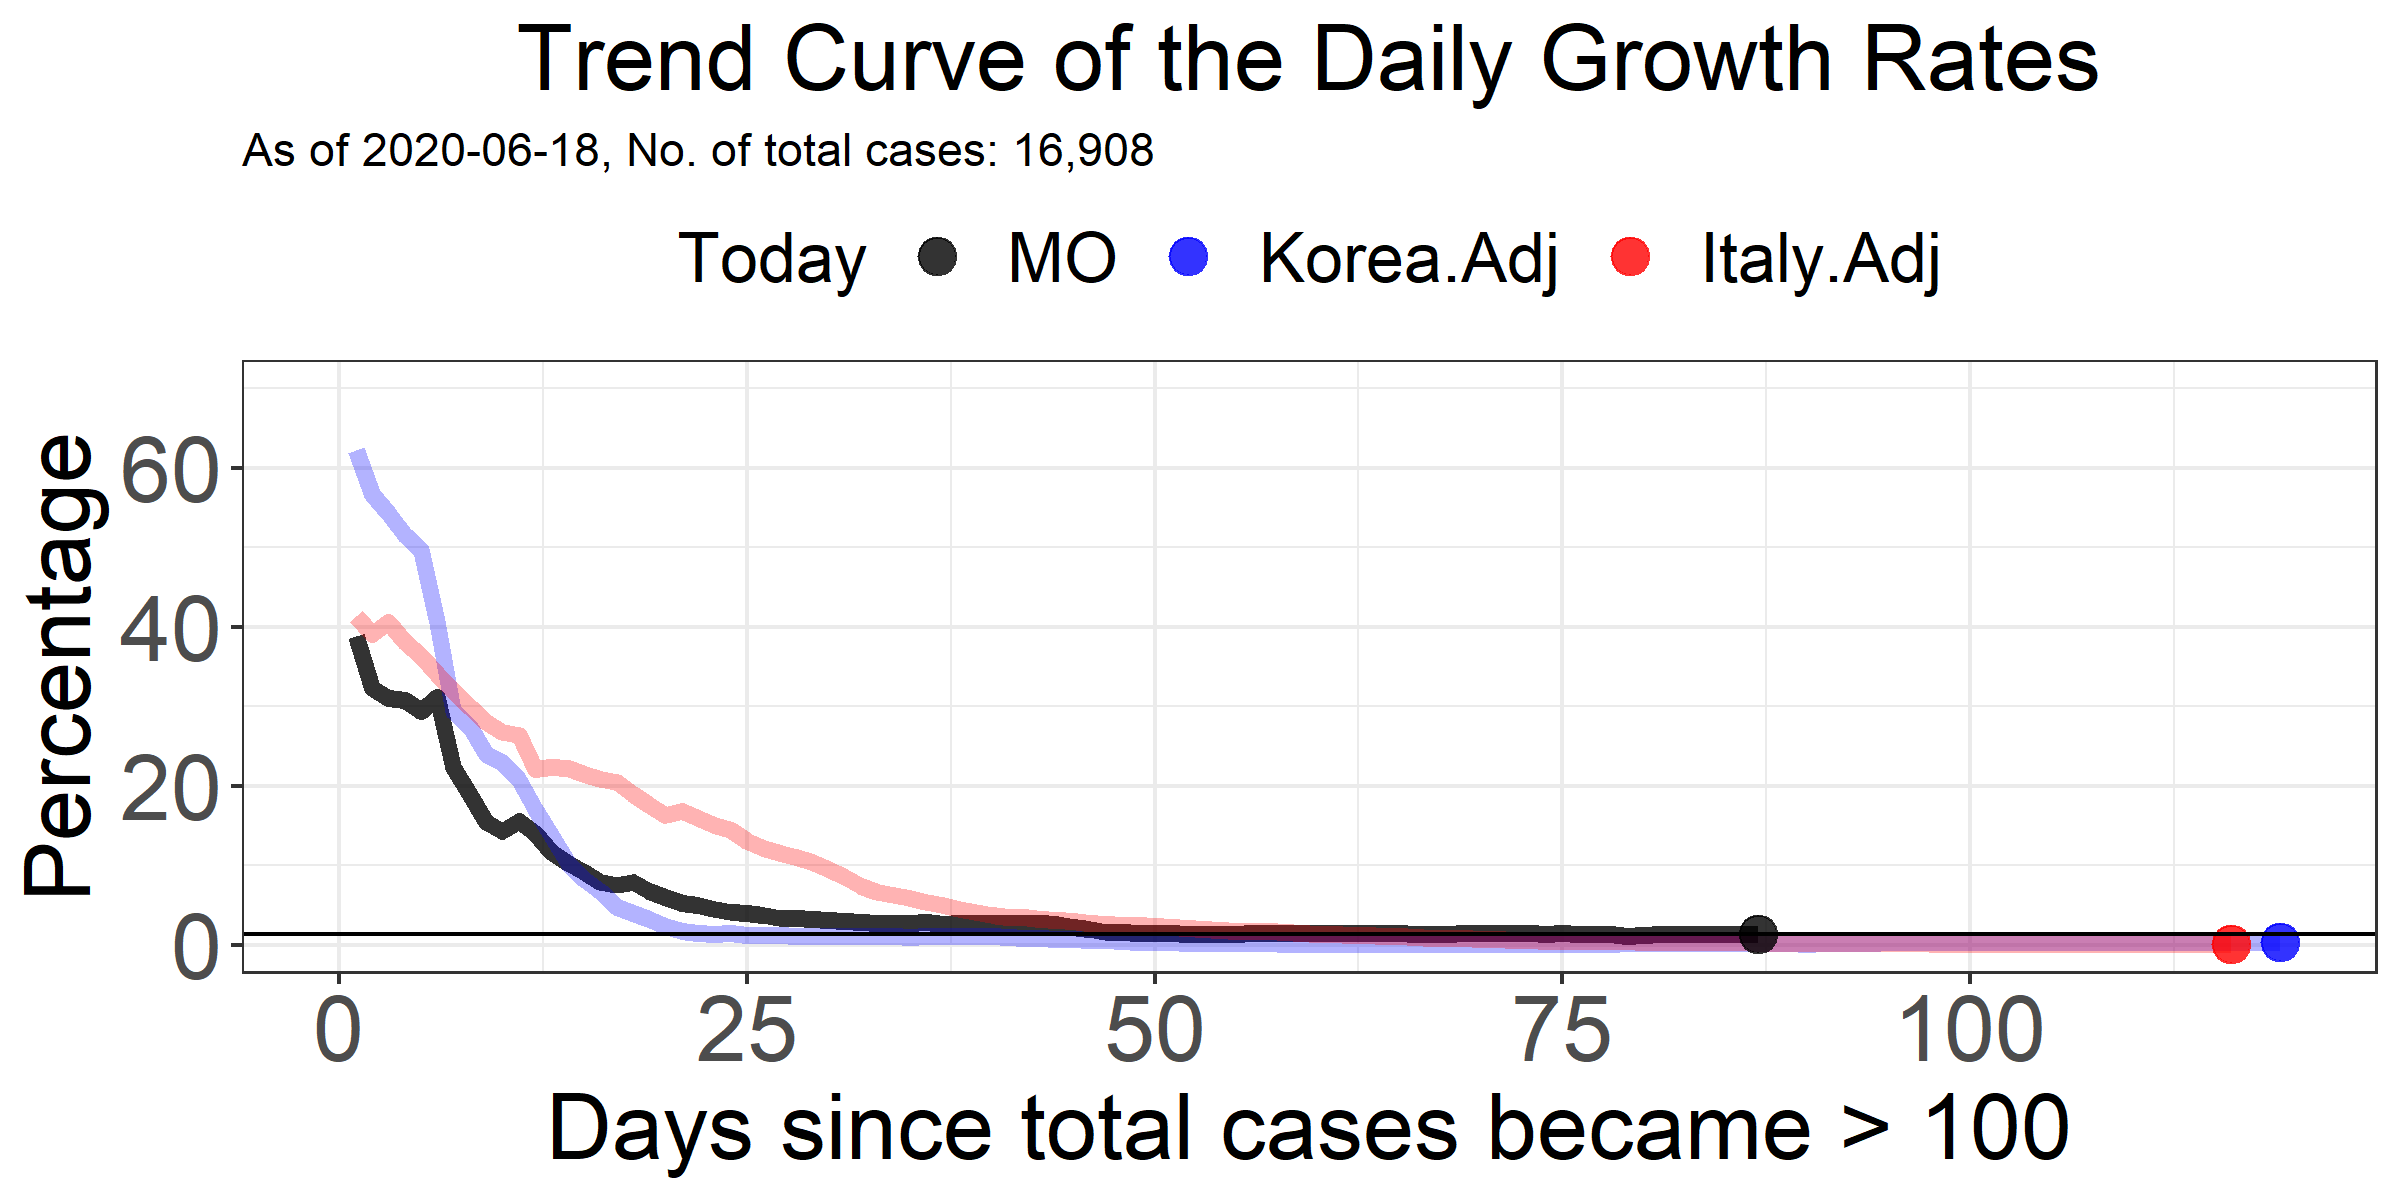 Trend Curve of the Daily Growth Rates
As of 2020-06-18, No. of total cases: 16,908
Today MO Korea.Adj Italy.Adj
Percentage
60
40
20
0
0 25 50 75 100
Days since total cases became > 100